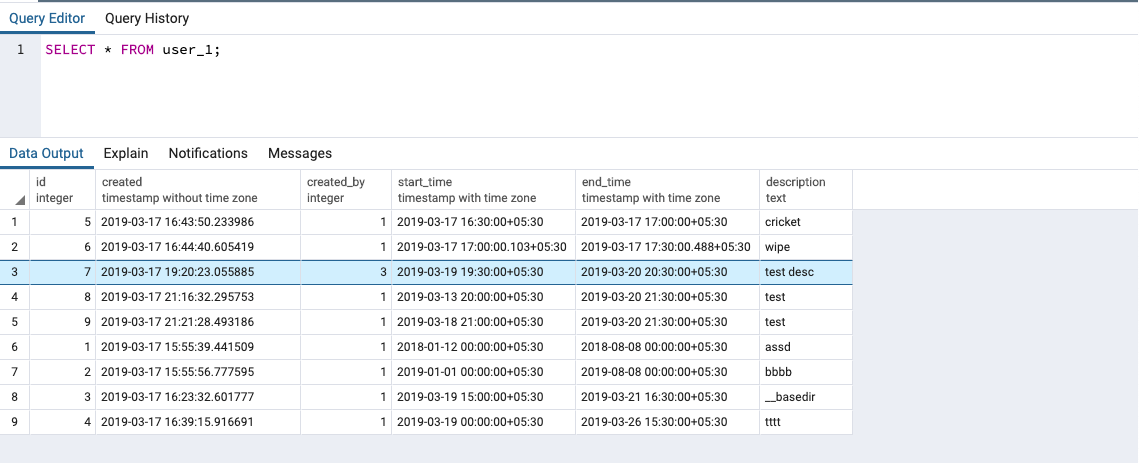 Query Editor Query History
1 SELECT * FROM user_1;
Data Output Explain Notifications Messages
id created created_by start_time end_time description
integer timestamp without time zone integer timestamp with time zone timestamp with time zone text
1 5 2019-03-17 16:43:50.233986 1 2019-03-17 16:30:00+05:30 2019-03-17 17:00:00+05:30 cricket
2 6 2019-03-17 16:44:40.605419 1 2019-03-17 17:00:00.103+05:30 2019-03-17 17:30:00.488+05:30 wipe
3 7 2019-03-17 19:20:23.055885 3 2019-03-19 19:30:00+05:30 2019-03-20 20:30:00+05:30 test desc
4 8 2019-03-17 21:16:32.295753 1 2019-03-13 20:00:00+05:30 2019-03-20 21:30:00+05:30 test
5 9 2019-03-17 21:21:28.493186 1 2019-03-18 21:00:00+05:30 2019-03-20 21:30:00+05:30 test
6 1 2019-03-17 15:55:39.441509 1 2018-01-12 00:00:00+05:30 2018-08-08 00:00:00+05:30 assd
7 2 2019-03-17 15:55:56.777595 1 2019-01-01 00:00:00+05:30 2019-08-08 00:00:00+05:30 bbbb
8 3 2019-03-17 16:23:32.601777 1 2019-03-19 15:00:00+05:30 2019-03-21 16:30:00+05:30 __basedir
9 4 2019-03-17 16:39:15.916691 1 2019-03-19 00:00:00+05:30 2019-03-26 15:30:00+05:30 tttt